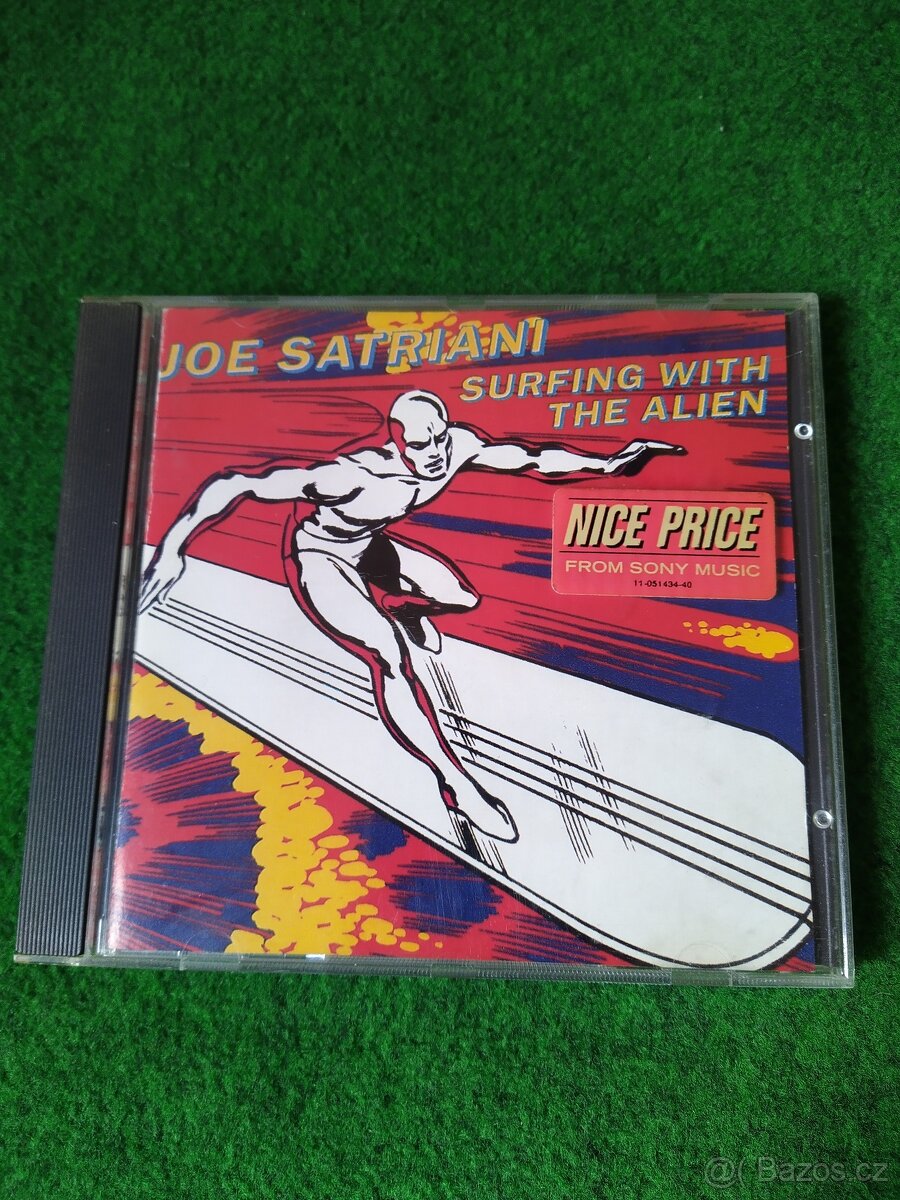 JOE SATRIANI
SURFING WITH
THE ALIEN
NICE PRICE
FROM SONY MUSIC
11-051434-40
@( Bazos.cz